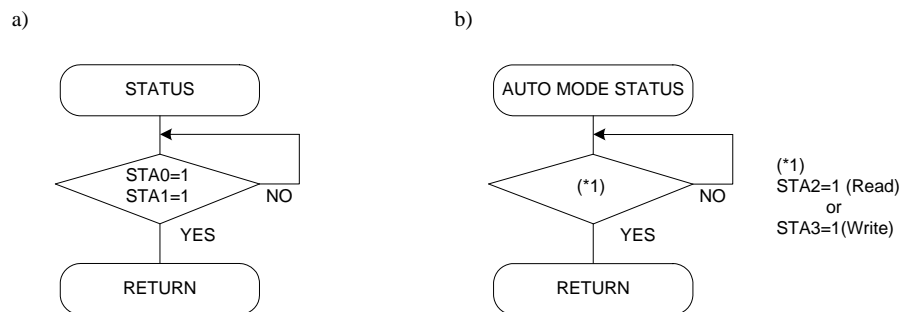 a)
STATUS
STA0=1
STA1=1
NO
YES
RETURN
b)
AUTO MODE STATUS
(*1)
NO
YES
RETURN
(*1)
STA2=1 (Read)
or
STA3=1(Write)